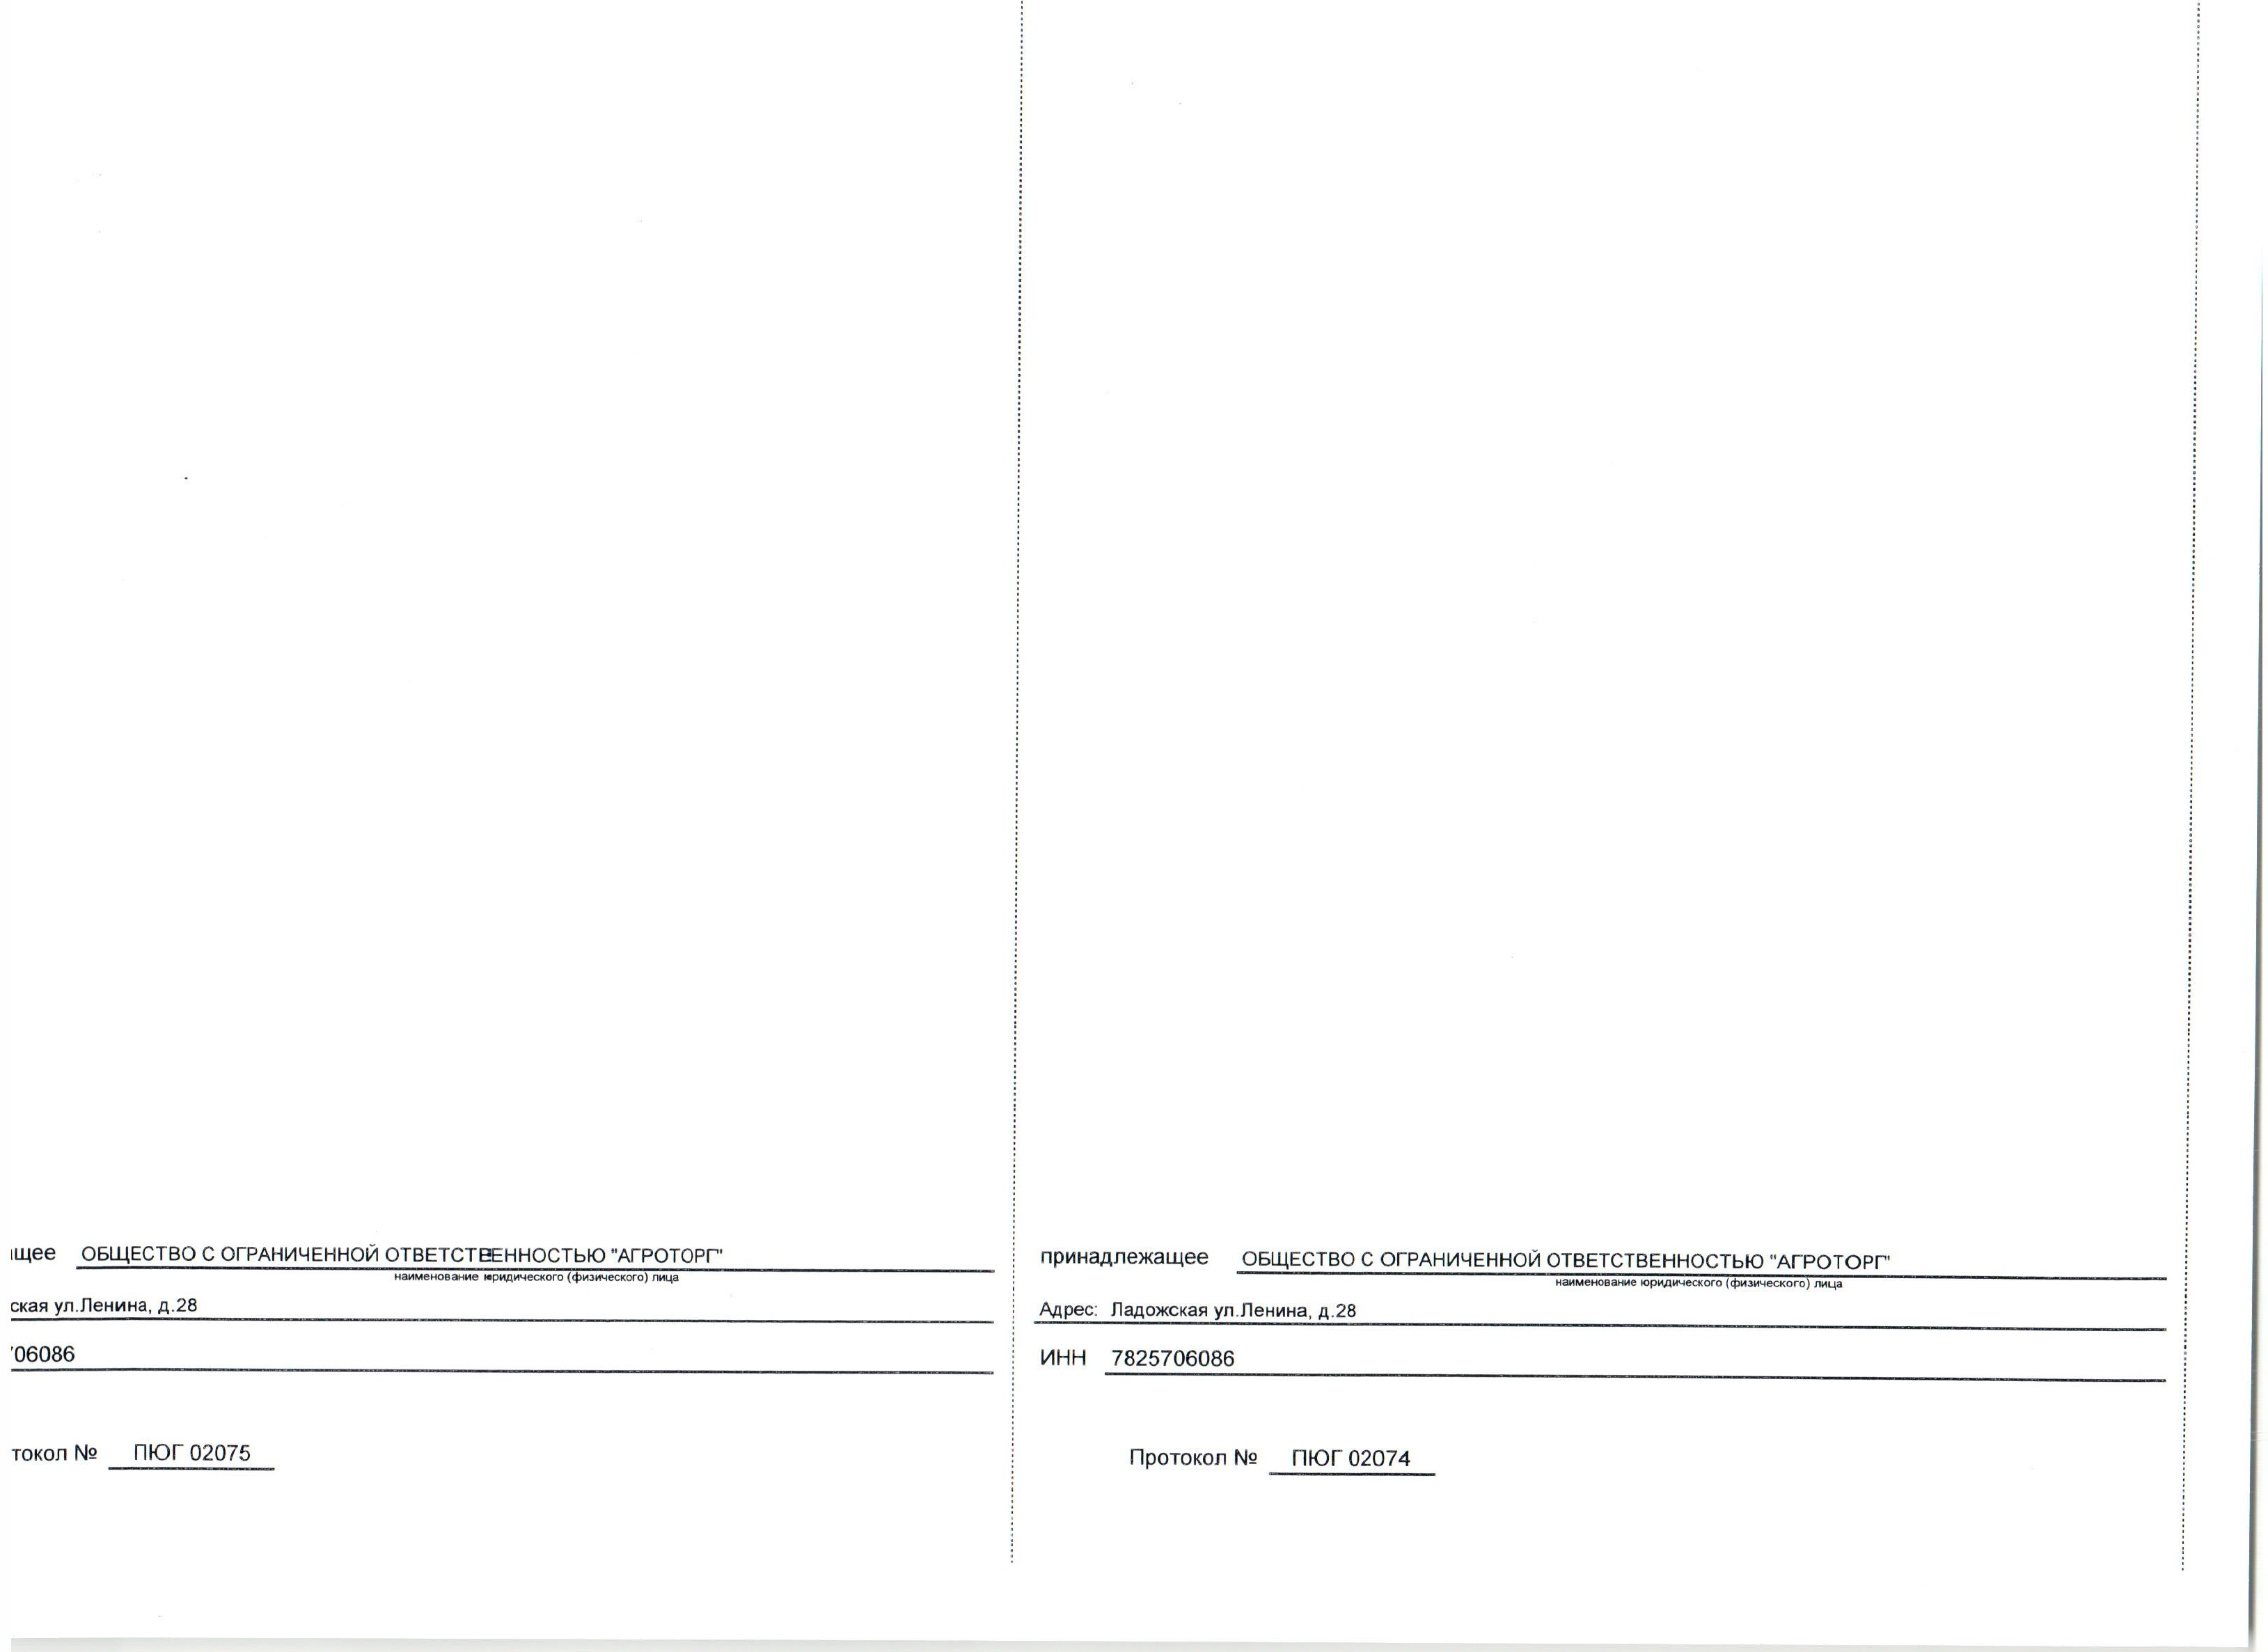 щее ОБЩЕСТВО С ОГРАНИЧЕННОЙ ОТВЕТСТВЕННОСТЬЮ "АГРОТОРГ"
наименование юридического (физического) лица
ская ул.Ленина, д.28
06086
токол № ПЮГ 02075
принадлежащее ОБЩЕСТВО С ОГРАНИЧЕННОЙ ОТВЕТСТВЕННОСТЬЮ "АГРОТОРГ"
наименование юридического (физического) лица
Адрес: Ладожская ул.Ленина, д.28
ИНН 7825706086
Протокол № ПЮГ 02074